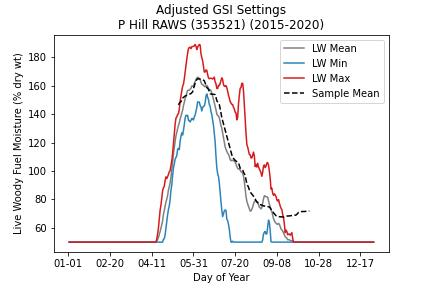 Adjusted GSI Settings
P Hill RAWS (353521) (2015-2020)
Live Woody Fuel Moisture (% dry wt)
180
160
140
120
100
80
60
LW Mean
LW Min
LW Max
Sample Mean
01-01 02-20 04-11 05-31 07-20 09-08 10-28 12-17
Day of Year